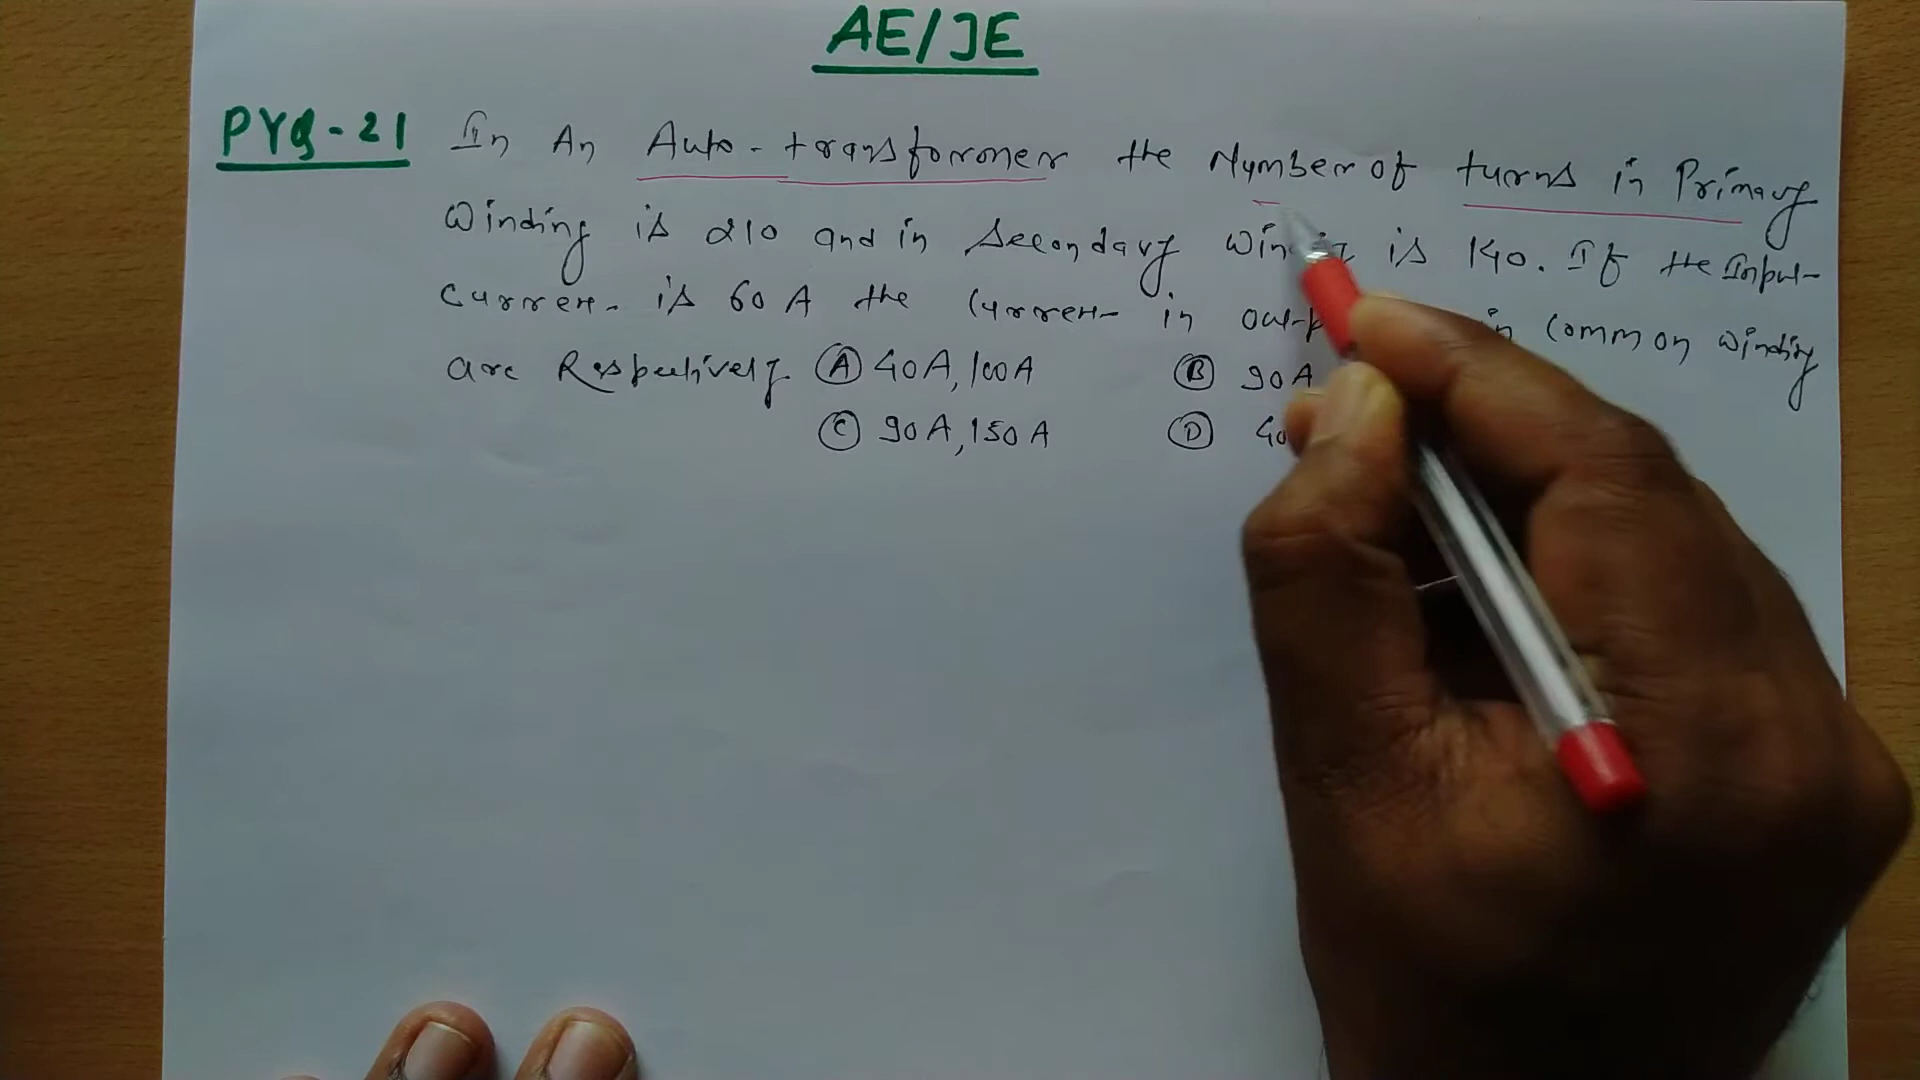 AE/JE
PYQ-21 In An Auto-transformer the Number of turns in Primary
Winding is 210 and in Secondary is 140. If the Input
Current is 60 A the Current in in Common winding
are Respectively (A) 40A, 100A (B) 90A
(C) 90A, 150A (D) 40